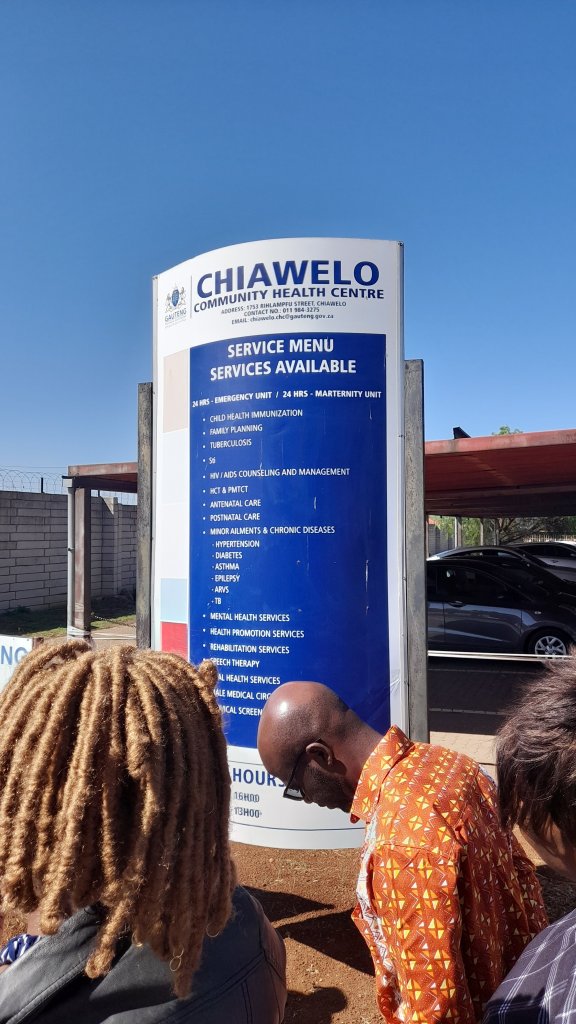 GAUTENG
CHIAWELO
COMMUNITY HEALTH CENTRE
ADDRESS: 1753 RIHLAMPFU STREET, CHIAWELO
CONTACT NO.: 011 984-3275
EMAIL: chiawelo.chc@gauteng.gov.za
SERVICE MENU
SERVICES AVAILABLE
24 HRS - EMERGENCY UNIT / 24 HRS - MARTERNITY UNIT
• CHILD HEALTH IMMUNIZATION
• FAMILY PLANNING
• TUBERCULOSIS
• Sti
• HIV / AIDS COUNSELING AND MANAGEMENT
• HCT & PMTCT
• ANTENATAL CARE
• POSTNATAL CARE
• MINOR AILMENTS & CHRONIC DISEASES
- HYPERTENSION
- DIABETES
- ASTHMA
- EPILEPSY
- ARVS
- TB
• MENTAL HEALTH SERVICES
• HEALTH PROMOTION SERVICES
• REHABILITATION SERVICES
SPEECH THERAPY
HEALTH SERVICES
MALE MEDICAL
HOURS
16H00
13H00